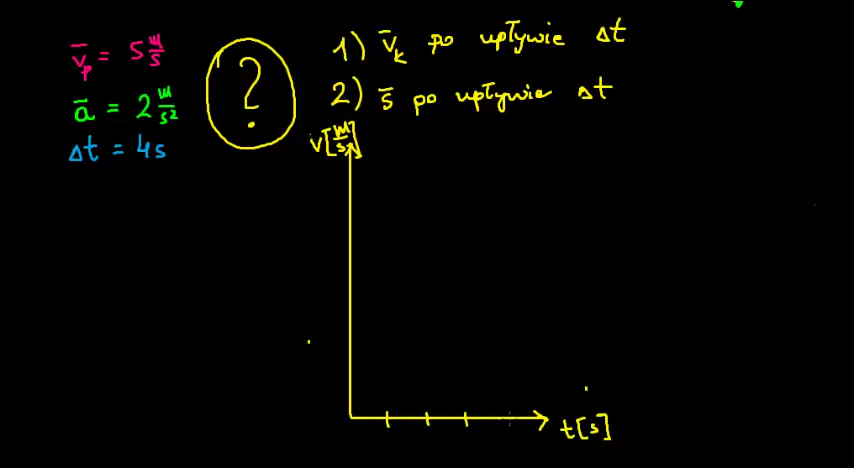 v̄ₚ = 5 m/s
ā = 2 m/s²
Δt = 4s
?
1) v̄ₖ po upływie Δt
2) s̄ po upływie Δt
v[m/s]
t[s]